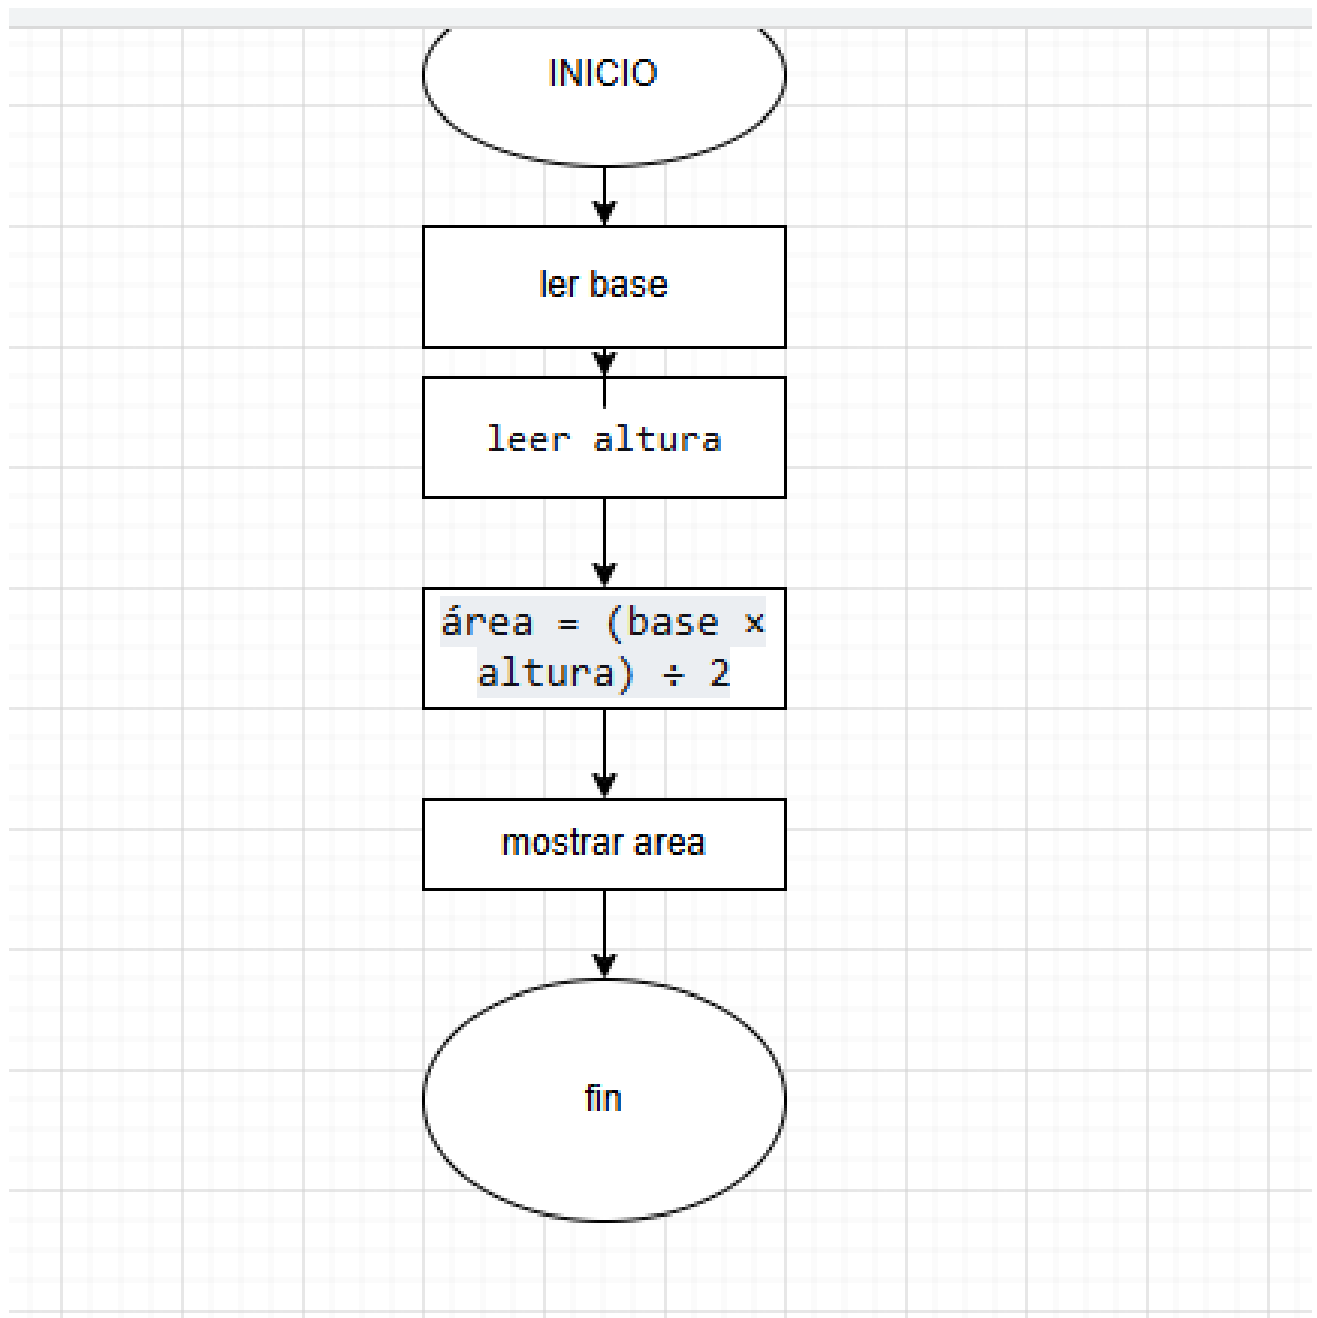 INICIO
ler base
leer altura
área = (base ×
altura) ÷ 2
mostrar area
fin